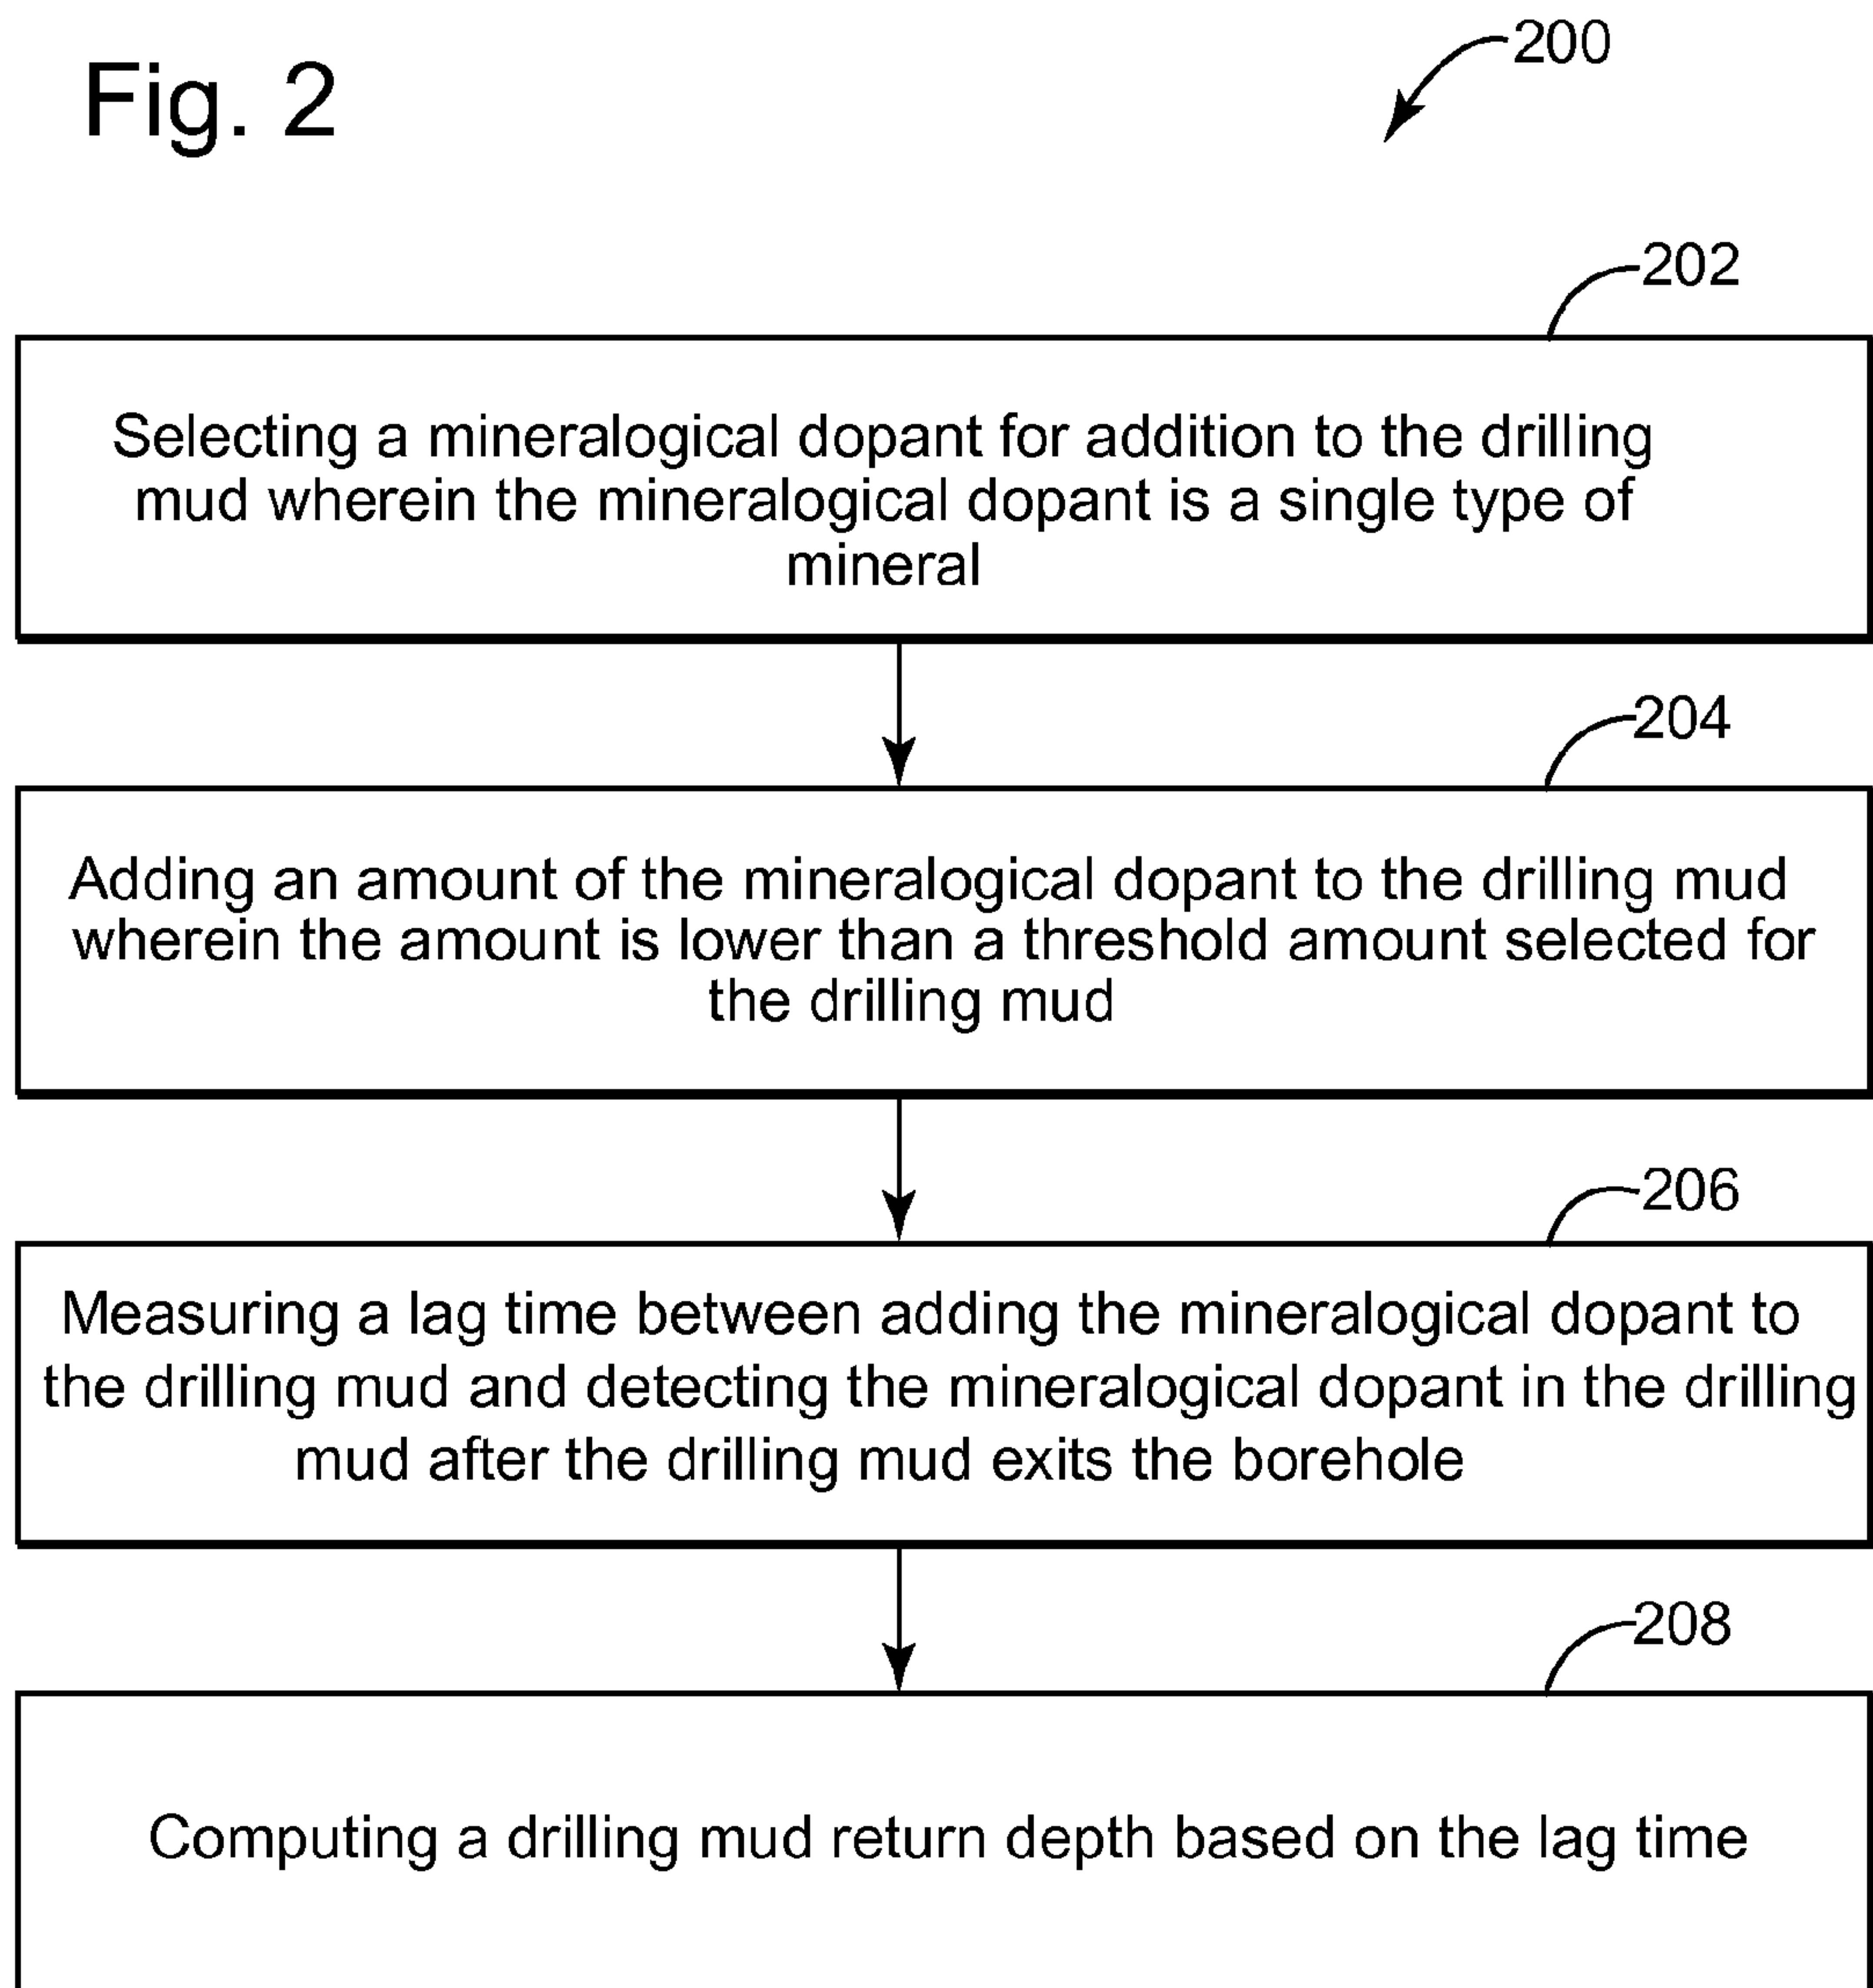 Fig. 2
200
202
Selecting a mineralogical dopant for addition to the drilling
mud wherein the mineralogical dopant is a single type of
mineral
204
Adding an amount of the mineralogical dopant to the drilling mud
wherein the amount is lower than a threshold amount selected for
the drilling mud
206
Measuring a lag time between adding the mineralogical dopant to
the drilling mud and detecting the mineralogical dopant in the drilling
mud after the drilling mud exits the borehole
208
Computing a drilling mud return depth based on the lag time